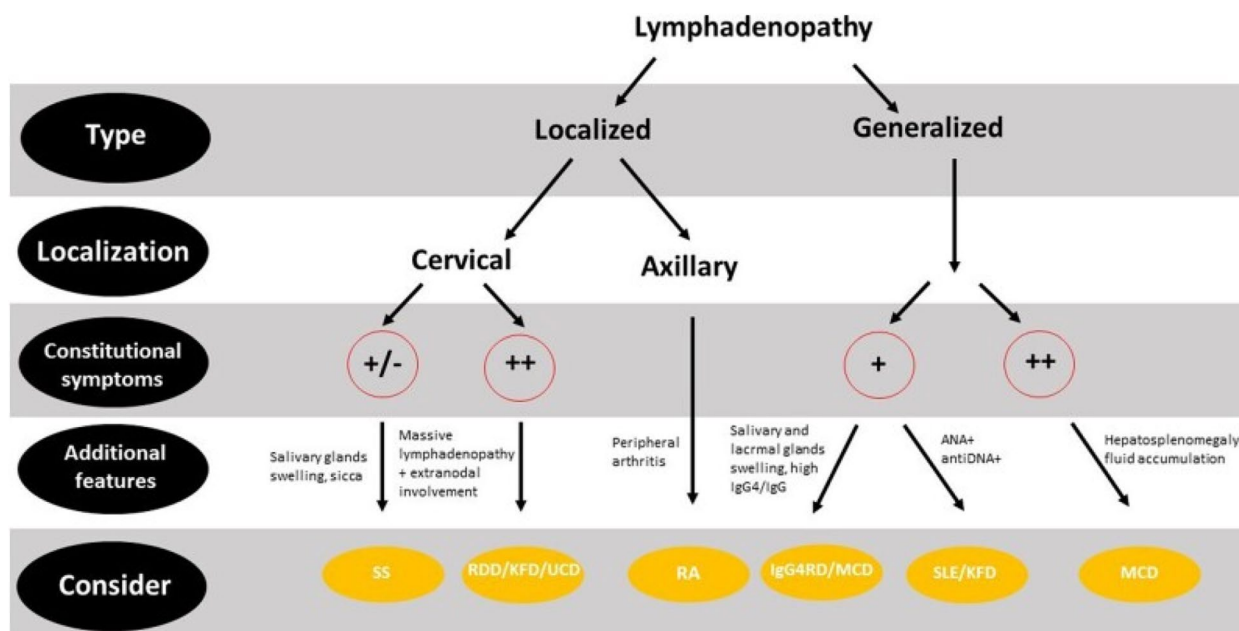 Lymphadenopathy
Type
Localized
Generalized
Localization
Cervical
Axillary
Constitutional
symptoms
+/-
++
+
++
Additional
features
Salivary glands
swelling, sicca
Massive
lymphadenopathy
+ extranodal
involvement
Peripheral
arthritis
Salivary and
lacrmal glands
swelling, high
IgG4/IgG
ANA+
antiDNA+
Hepatosplenomegaly
fluid accumulation
Consider
SS
RDD/KFD/UCD
RA
IgG4RD/MCD
SLE/KFD
MCD